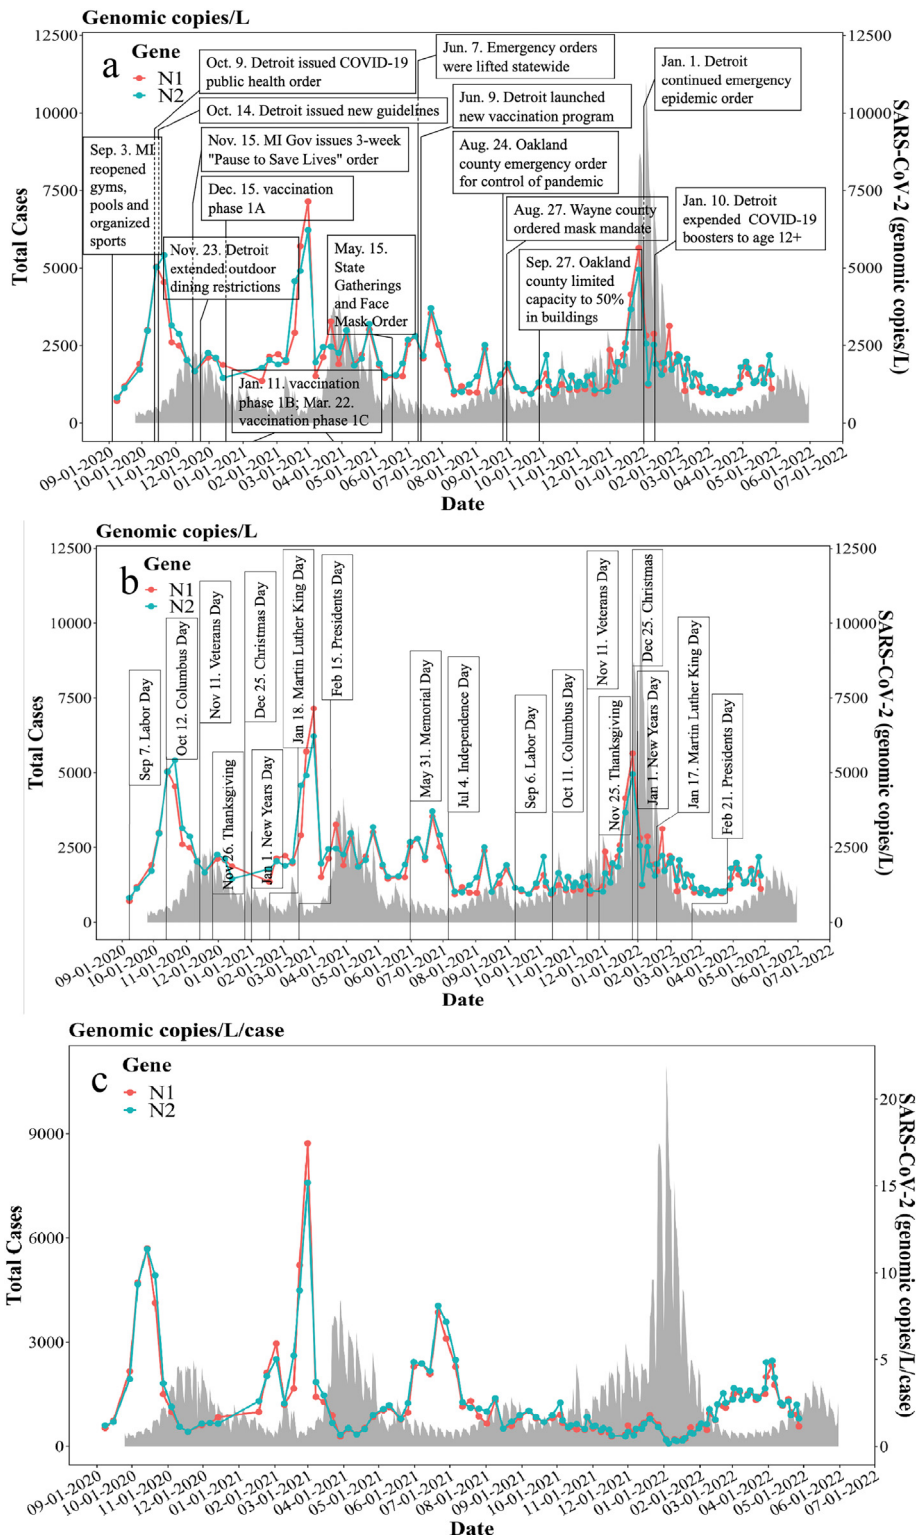 Genomic copies/L
12500
10000
7500
5000
2500
0
12500
10000
7500
5000
2500
0
Total Cases
SARS-CoV-2 (genomic copies/L)
a
Gene
N1
N2
Oct. 9. Detroit issued COVID-19
public health order
Oct. 14. Detroit issued new guidelines
Sep. 3. MI
reopened
gyms,
pools and
organized
sports
Nov. 15. MI Gov issues 3-week
"Pause to Save Lives" order
Dec. 15. vaccination
phase 1A
Nov. 23. Detroit
extended outdoor
dining restrictions
Jan. 11. vaccination
phase 1B; Mar. 22.
vaccination phase 1C
May. 15.
State
Gatherings
and Face
Mask Order
Jun. 7. Emergency orders
were lifted statewide
Jun. 9. Detroit launched
new vaccination program
Aug. 24. Oakland
county emergency order
for control of pandemic
Aug. 27. Wayne county
ordered mask mandate
Sep. 27. Oakland
county limited
capacity to 50%
in buildings
Jan. 1. Detroit
continued emergency
epidemic order
Jan. 10. Detroit
expended COVID-19
boosters to age 12+
09-01-2020
10-01-2020
11-01-2020
12-01-2020
01-01-2021
02-01-2021
03-01-2021
04-01-2021
05-01-2021
06-01-2021
07-01-2021
08-01-2021
09-01-2021
10-01-2021
11-01-2021
12-01-2021
01-01-2022
02-01-2022
03-01-2022
04-01-2022
05-01-2022
06-01-2022
07-01-2022
Date
Genomic copies/L
12500
10000
7500
5000
2500
0
12500
10000
7500
5000
2500
0
Total Cases
SARS-CoV-2 (genomic copies/L)
b
Gene
N1
N2
Sep 7. Labor Day
Oct 12. Columbus Day
Nov 11. Veterans Day
Nov 26. Thanksgiving
Dec 25. Christmas Day
Jan 1. New Years Day
Jan 18. Martin Luther King Day
Feb 15. Presidents Day
May 31. Memorial Day
Jul 4. Independence Day
Sep 6. Labor Day
Oct 11. Columbus Day
Nov 11. Veterans Day
Nov 25. Thanksgiving
Dec 25. Christmas
Jan 1. New Years Day
Jan 17. Martin Luther King Day
Feb 21. Presidents Day
09-01-2020
10-01-2020
11-01-2020
12-01-2020
01-01-2021
02-01-2021
03-01-2021
04-01-2021
05-01-2021
06-01-2021
07-01-2021
08-01-2021
09-01-2021
10-01-2021
11-01-2021
12-01-2021
01-01-2022
02-01-2022
03-01-2022
04-01-2022
05-01-2022
06-01-2022
07-01-2022
Date
Genomic copies/L/case
9000
6000
3000
0
20
15
10
5
0
Total Cases
SARS-CoV-2 (genomic copies/L/case)
c
Gene
N1
N2
09-01-2020
10-01-2020
11-01-2020
12-01-2020
01-01-2021
02-01-2021
03-01-2021
04-01-2021
05-01-2021
06-01-2021
07-01-2021
08-01-2021
09-01-2021
10-01-2021
11-01-2021
12-01-2021
01-01-2022
02-01-2022
03-01-2022
04-01-2022
05-01-2022
06-01-2022
07-01-2022
Date